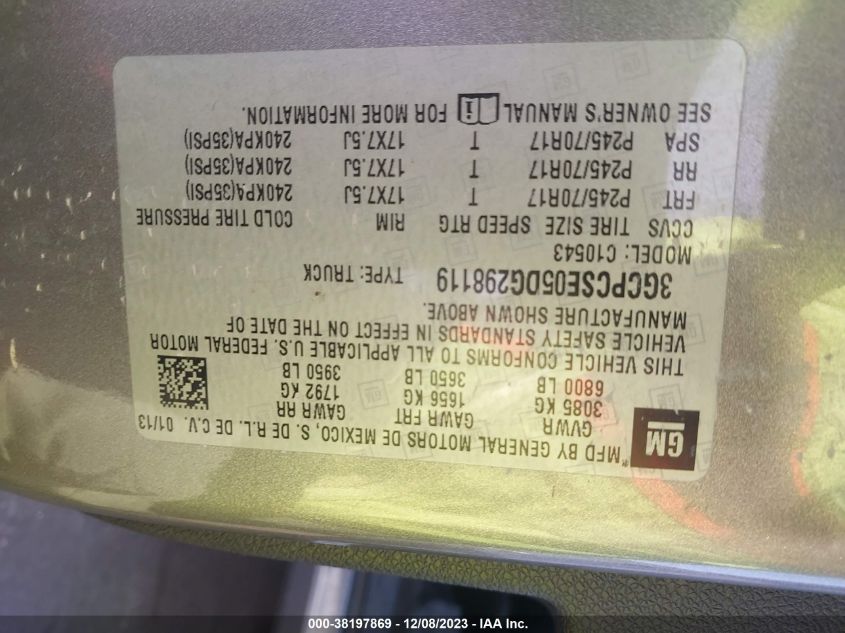 GM
*MFD BY GENERAL MOTORS DE MEXICO, S. DE R.L. DE C.V. 01/13
GVWR GAWR FRT GAWR RR
3085 KG 1656 KG 1792 KG
6800 LB 3650 LB 3950 LB
THIS VEHICLE CONFORMS TO ALL APPLICABLE U.S. FEDERAL MOTOR
VEHICLE SAFETY STANDARDS IN EFFECT ON THE DATE OF
MANUFACTURE SHOWN ABOVE.
3GCPCSE05DG298119 TYPE: TRUCK
MODEL: C10543
CCVS TIRE SIZE SPEED RTG RIM COLD TIRE PRESSURE
FRT P245/70R17 T 17X7.5J 240KPA(35PSI)
RR P245/70R17 T 17X7.5J 240KPA(35PSI)
SPA P245/70R17 T 17X7.5J 240KPA(35PSI)
SEE OWNER'S MANUAL i FOR MORE INFORMATION.
000-38197869 - 12/08/2023 - IAA Inc.